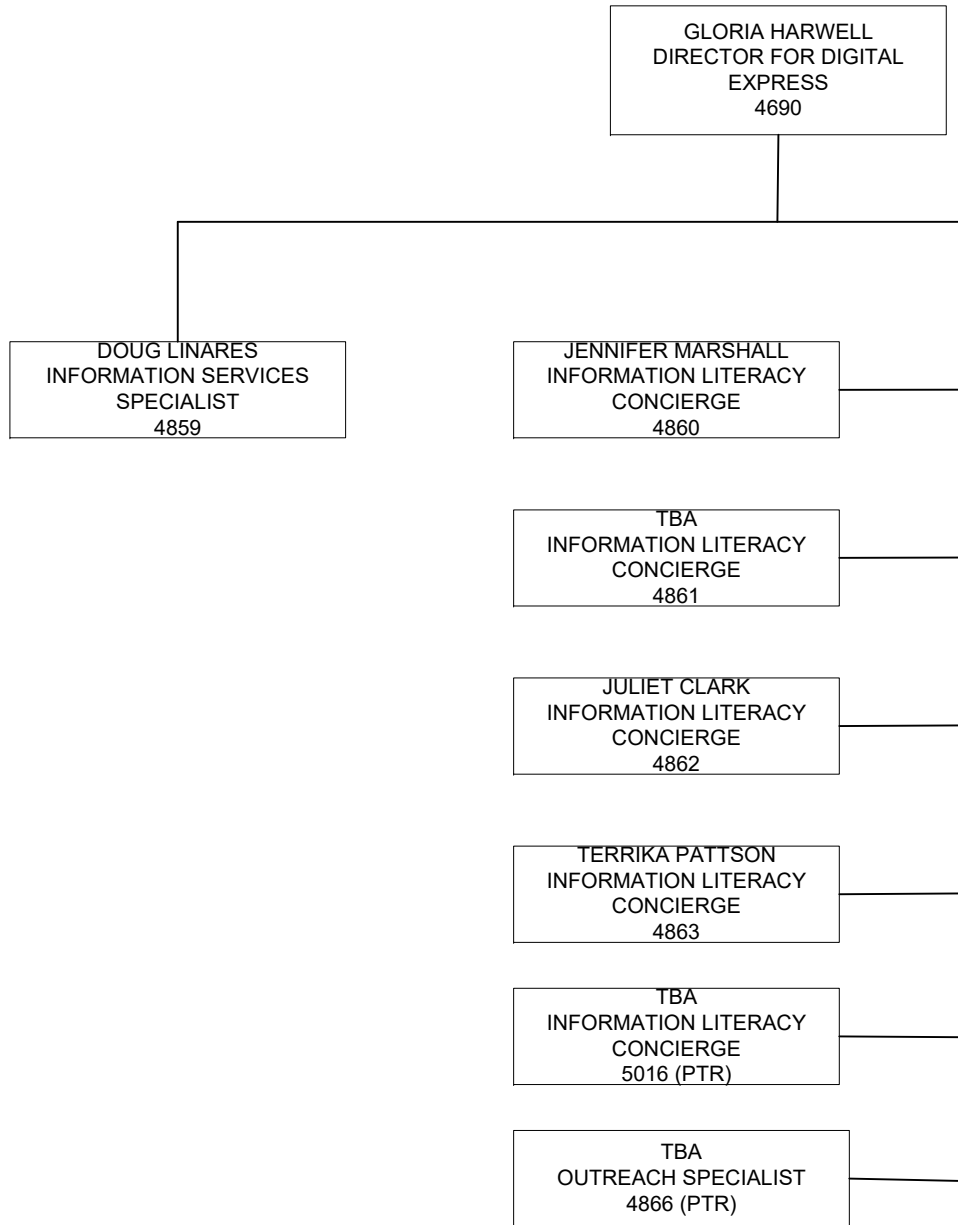 GLORIA HARWELL
DIRECTOR FOR DIGITAL
EXPRESS
4690
DOUG LINARES
INFORMATION SERVICES
SPECIALIST
4859
JENNIFER MARSHALL
INFORMATION LITERACY
CONCIERGE
4860
TBA
INFORMATION LITERACY
CONCIERGE
4861
JULIET CLARK
INFORMATION LITERACY
CONCIERGE
4862
TERRIKA PATTSON
INFORMATION LITERACY
CONCIERGE
4863
TBA
INFORMATION LITERACY
CONCIERGE
5016 (PTR)
TBA
OUTREACH SPECIALIST
4866 (PTR)